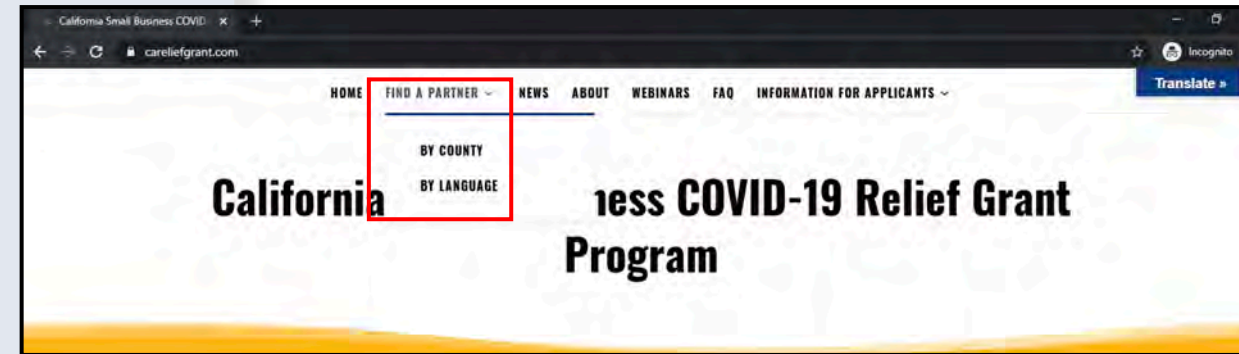 California Small Business COVID
careliefgrant.com
Incognito
HOME FIND A PARTNER NEWS ABOUT WEBINARS FAQ INFORMATION FOR APPLICANTS
Translate »
BY COUNTY
BY LANGUAGE
California ness COVID-19 Relief Grant
Program